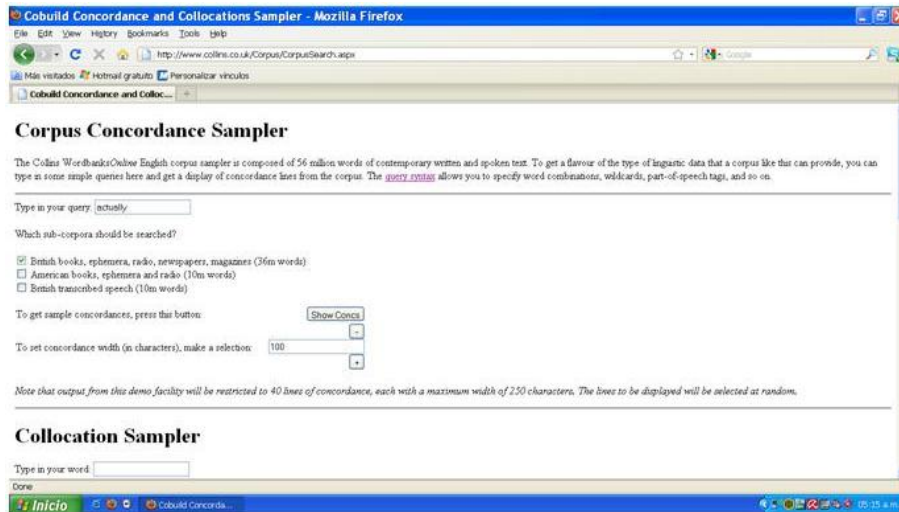 Cobuild Concordance and Collocations Sampler - Mozilla Firefox
File Edit View History Bookmarks Tools Help
http://www.collins.co.uk/Corpus/CorpusSearch.aspx
Google
Más visitados Hotmail gratuito Personalizar vínculos
Cobuild Concordance and Colloc...
Corpus Concordance Sampler
The Collins WordbanksOnline English corpus sampler is composed of 56 million words of contemporary written and spoken text. To get a flavour of the type of linguistic data that a corpus like this can provide, you can
type in some simple queries here and get a display of concordance lines from the corpus. The query syntax allows you to specify word combinations, wildcards, part-of-speech tags, and so on.
Type in your query: actually
Which sub-corpora should be searched?
British books, ephemera, radio, newspapers, magazines (36m words)
American books, ephemera and radio (10m words)
British transcribed speech (10m words)
To get sample concordances, press this button: Show Concs
-
To set concordance width (in characters), make a selection: 100
+
Note that output from this demo facility will be restricted to 40 lines of concordance, each with a maximum width of 250 characters. The lines to be displayed will be selected at random.
Collocation Sampler
Type in your word:
Done
Inicio Cobuild Concorda... 05:15 a.m.